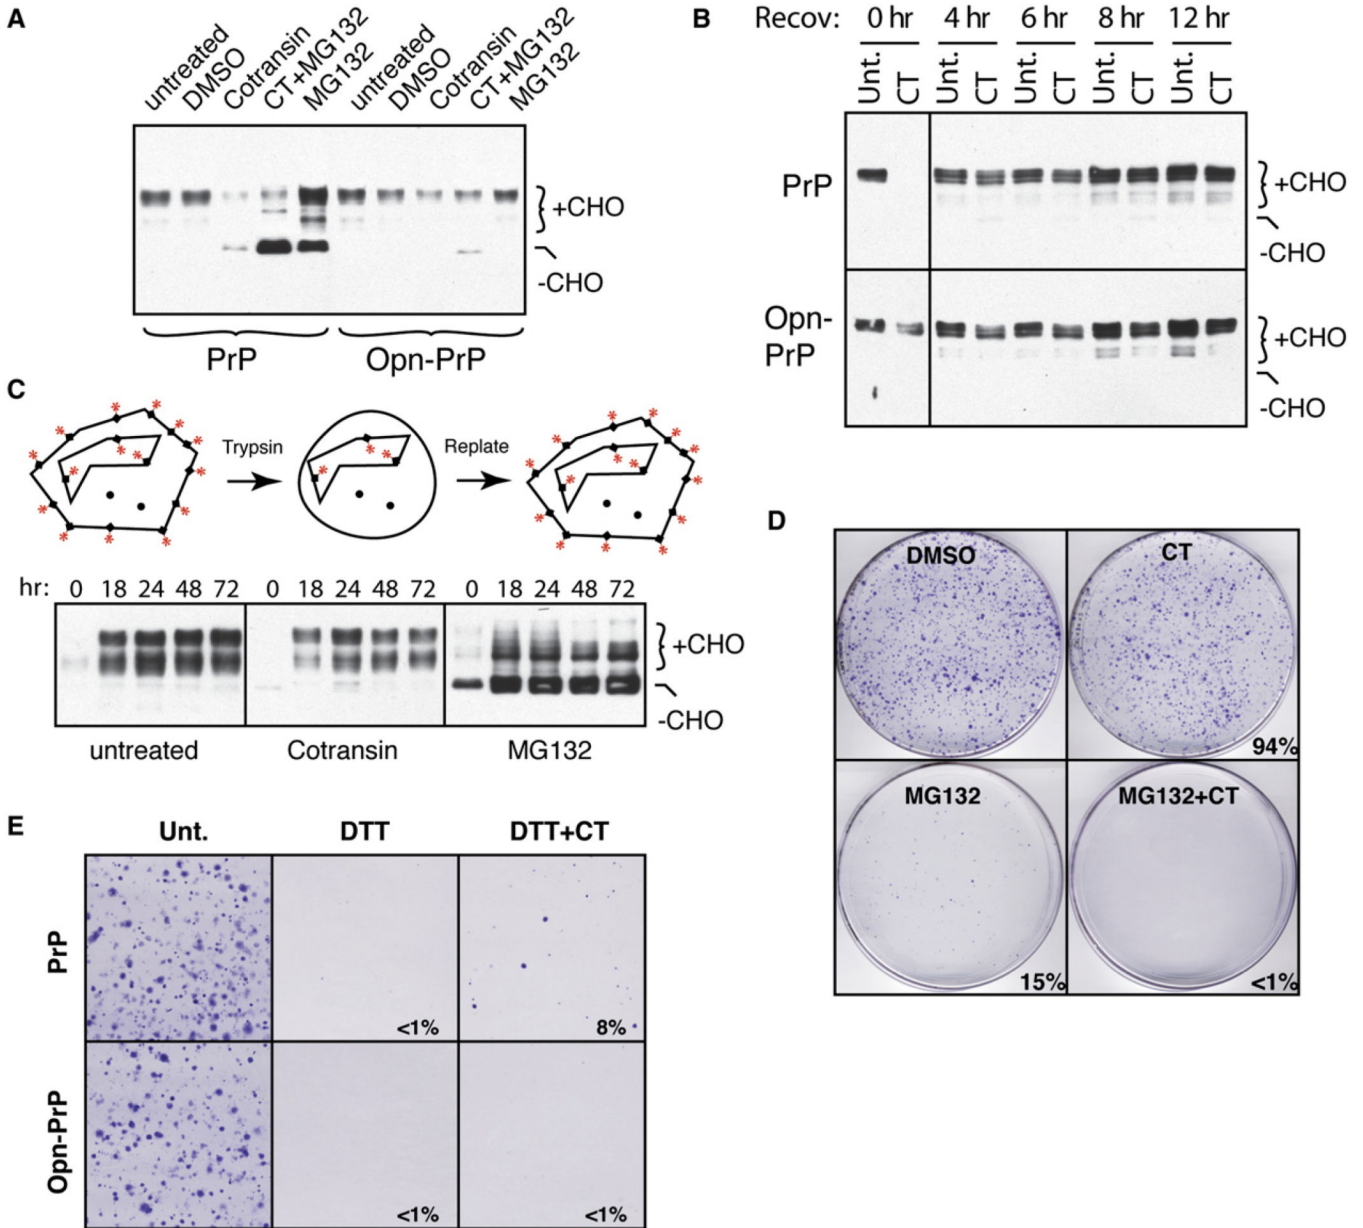 A
untreated
DMSO
Cotransin
CT+MG132
MG132
untreated
DMSO
Cotransin
CT+MG132
MG132
+CHO
-CHO
PrP
Opn-PrP
B
Recov: 0 hr 4 hr 6 hr 8 hr 12 hr
Unt. CT Unt. CT Unt. CT Unt. CT Unt. CT
PrP
+CHO
-CHO
Opn-
PrP
+CHO
-CHO
C
Trypsin
Replate
* * * * * * * * * * * * * * *
hr: 0 18 24 48 72 0 18 24 48 72 0 18 24 48 72
+CHO
-CHO
untreated Cotransin MG132
D
DMSO CT
94%
MG132 MG132+CT
15% <1%
E
Unt. DTT DTT+CT
PrP
<1% 8%
Opn-PrP
<1% <1%